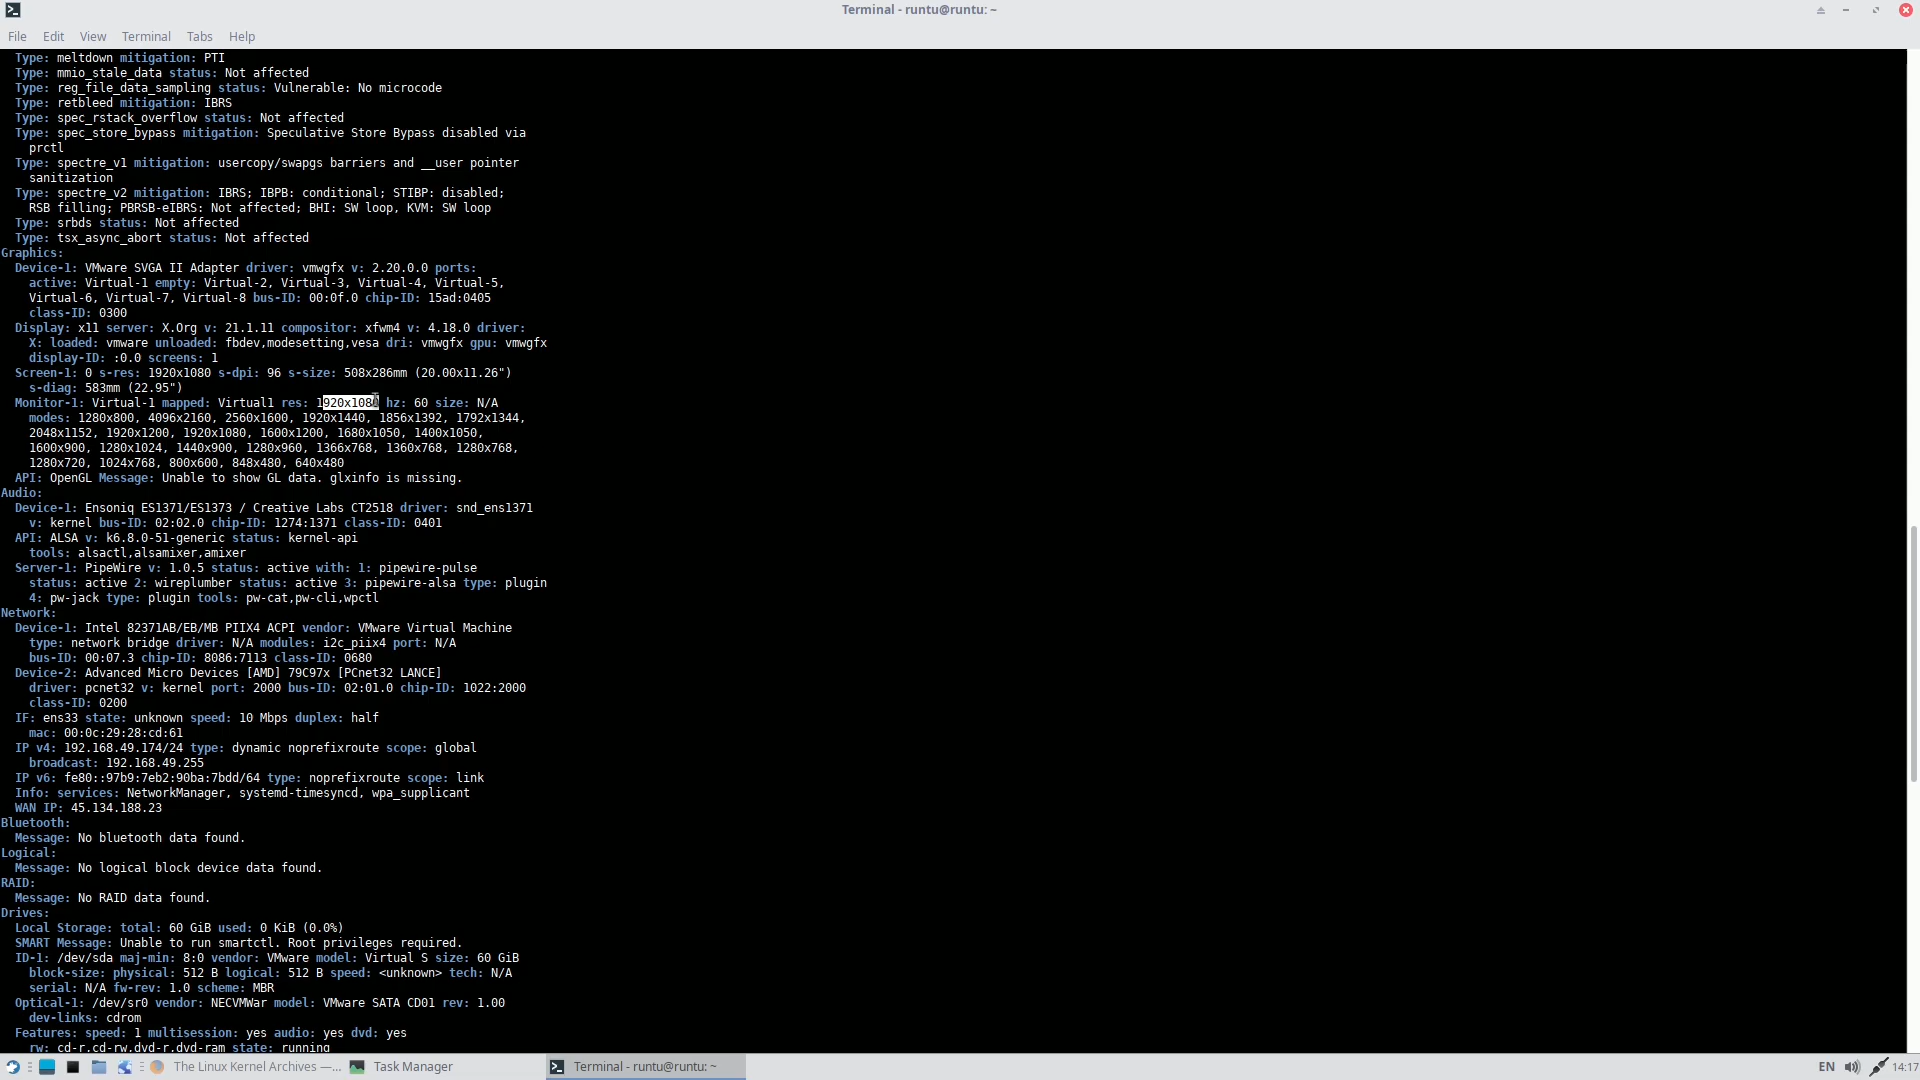 Terminal - runtu@runtu: ~
File Edit View Terminal Tabs Help
Type: meltdown mitigation: PTI
Type: mmio_stale_data status: Not affected
Type: reg_file_data_sampling status: Vulnerable: No microcode
Type: retbleed mitigation: IBRS
Type: spec_rstack_overflow status: Not affected
Type: spec_store_bypass mitigation: Speculative Store Bypass disabled via
prctl
Type: spectre_v1 mitigation: usercopy/swapgs barriers and __user pointer
sanitization
Type: spectre_v2 mitigation: IBRS; IBPB: conditional; STIBP: disabled;
RSB filling; PBRSB-eIBRS: Not affected; BHI: SW loop, KVM: SW loop
Type: srbds status: Not affected
Type: tsx_async_abort status: Not affected
Graphics:
Device-1: VMware SVGA II Adapter driver: vmwgfx v: 2.20.0.0 ports:
active: Virtual-1 empty: Virtual-2, Virtual-3, Virtual-4, Virtual-5,
Virtual-6, Virtual-7, Virtual-8 bus-ID: 00:0f.0 chip-ID: 15ad:0405
class-ID: 0300
Display: x11 server: X.Org v: 21.1.11 compositor: xfwm4 v: 4.18.0 driver:
X: loaded: vmware unloaded: fbdev,modesetting,vesa dri: vmwgfx gpu: vmwgfx
display-ID: :0.0 screens: 1
Screen-1: 0 s-res: 1920x1080 s-dpi: 96 s-size: 508x286mm (20.00x11.26")
s-diag: 583mm (22.95")
Monitor-1: Virtual-1 mapped: Virtual1 res: 1920x1080 hz: 60 size: N/A
modes: 1280x800, 4096x2160, 2560x1600, 1920x1440, 1856x1392, 1792x1344,
2048x1152, 1920x1200, 1920x1080, 1600x1200, 1680x1050, 1400x1050,
1600x900, 1280x1024, 1440x900, 1280x960, 1366x768, 1360x768, 1280x768,
1280x720, 1024x768, 800x600, 848x480, 640x480
API: OpenGL Message: Unable to show GL data. glxinfo is missing.
Audio:
Device-1: Ensoniq ES1371/ES1373 / Creative Labs CT2518 driver: snd_ens1371
v: kernel bus-ID: 02:02.0 chip-ID: 1274:1371 class-ID: 0401
API: ALSA v: k6.8.0-51-generic status: kernel-api
tools: alsactl,alsamixer,amixer
Server-1: PipeWire v: 1.0.5 status: active with: 1: pipewire-pulse
status: active 2: wireplumber status: active 3: pipewire-alsa type: plugin
4: pw-jack type: plugin tools: pw-cat,pw-cli,wpctl
Network:
Device-1: Intel 82371AB/EB/MB PIIX4 ACPI vendor: VMware Virtual Machine
type: network bridge driver: N/A modules: i2c_piix4 port: N/A
bus-ID: 00:07.3 chip-ID: 8086:7113 class-ID: 0680
Device-2: Advanced Micro Devices [AMD] 79C97x [PCnet32 LANCE]
driver: pcnet32 v: kernel port: 2000 bus-ID: 02:01.0 chip-ID: 1022:2000
class-ID: 0200
IF: ens33 state: unknown speed: 10 Mbps duplex: half
mac: 00:0c:29:28:cd:61
IP v4: 192.168.49.174/24 type: dynamic noprefixroute scope: global
broadcast: 192.168.49.255
IP v6: fe80::97b9:7eb2:90ba:7bdd/64 type: noprefixroute scope: link
Info: services: NetworkManager, systemd-timesyncd, wpa_supplicant
WAN IP: 45.134.188.23
Bluetooth:
Message: No bluetooth data found.
Logical:
Message: No logical block device data found.
RAID:
Message: No RAID data found.
Drives:
Local Storage: total: 60 GiB used: 0 KiB (0.0%)
SMART Message: Unable to run smartctl. Root privileges required.
ID-1: /dev/sda maj-min: 8:0 vendor: VMware model: Virtual S size: 60 GiB
block-size: physical: 512 B logical: 512 B speed: <unknown> tech: N/A
serial: N/A fw-rev: 1.0 scheme: MBR
Optical-1: /dev/sr0 vendor: NECVMWar model: VMware SATA CD01 rev: 1.00
dev-links: cdrom
Features: speed: 1 multisession: yes audio: yes dvd: yes
rw: cd-r,cd-rw,dvd-r,dvd-ram state: running
The Linux Kernel Archives —... Task Manager Terminal - runtu@runtu: ~ EN 14:17